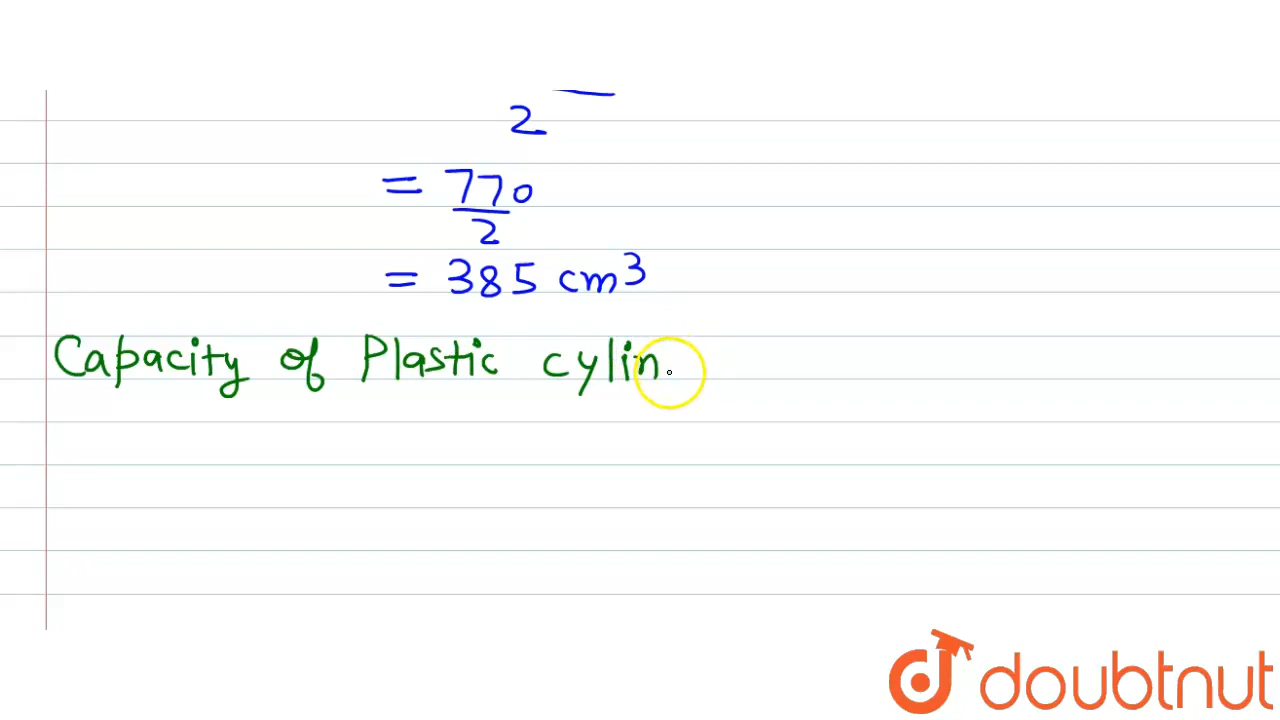 2
= 770
2
= 385 cm3
Capacity of Plastic cylin
doubtnut